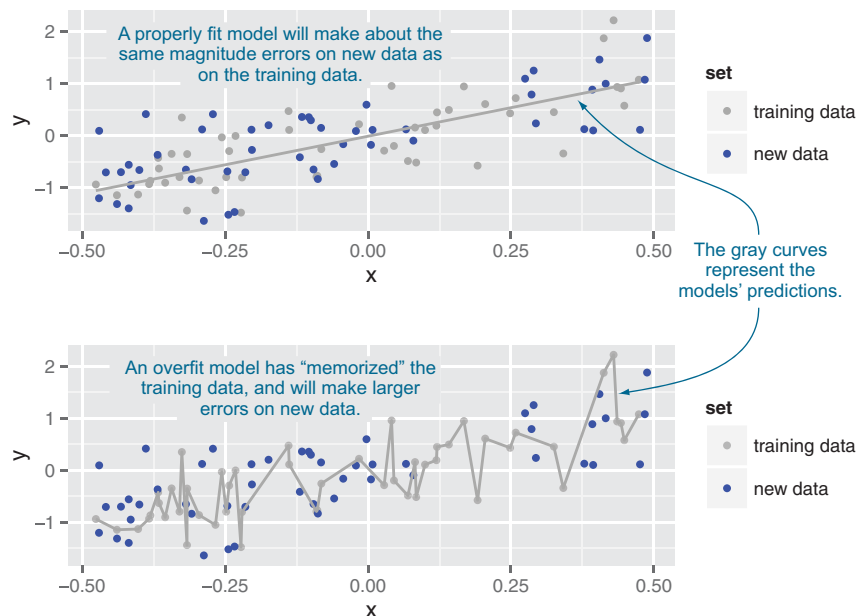 A properly fit model will make about the
same magnitude errors on new data as
on the training data.
2
1
0
−1
y
−0.50
−0.25
0.00
0.25
0.50
x
set
training data
new data
The gray curves
represent the
models’ predictions.
An overfit model has “memorized” the
training data, and will make larger
errors on new data.
2
1
0
−1
y
−0.50
−0.25
0.00
0.25
0.50
x
set
training data
new data